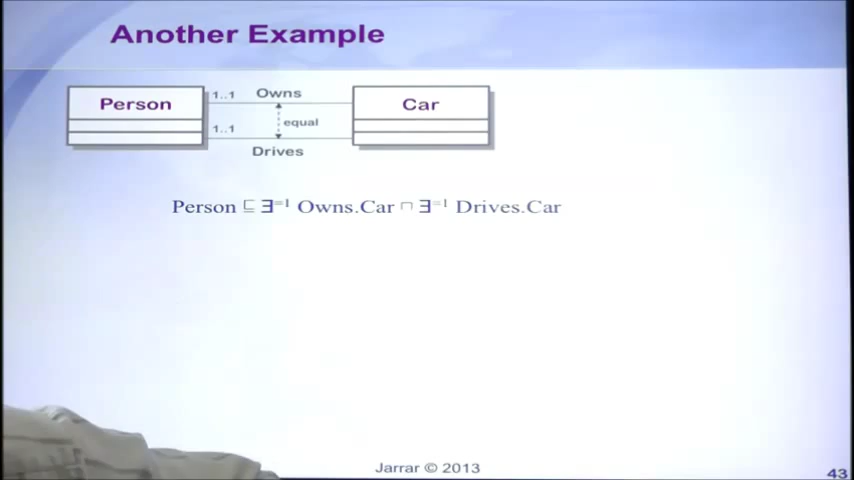 Another Example
Person
1..1
Owns
Car
equal
1..1
Drives
Person ⊑ ∃⁼¹ Owns.Car ⊓ ∃⁼¹ Drives.Car
Jarrar © 2013
43